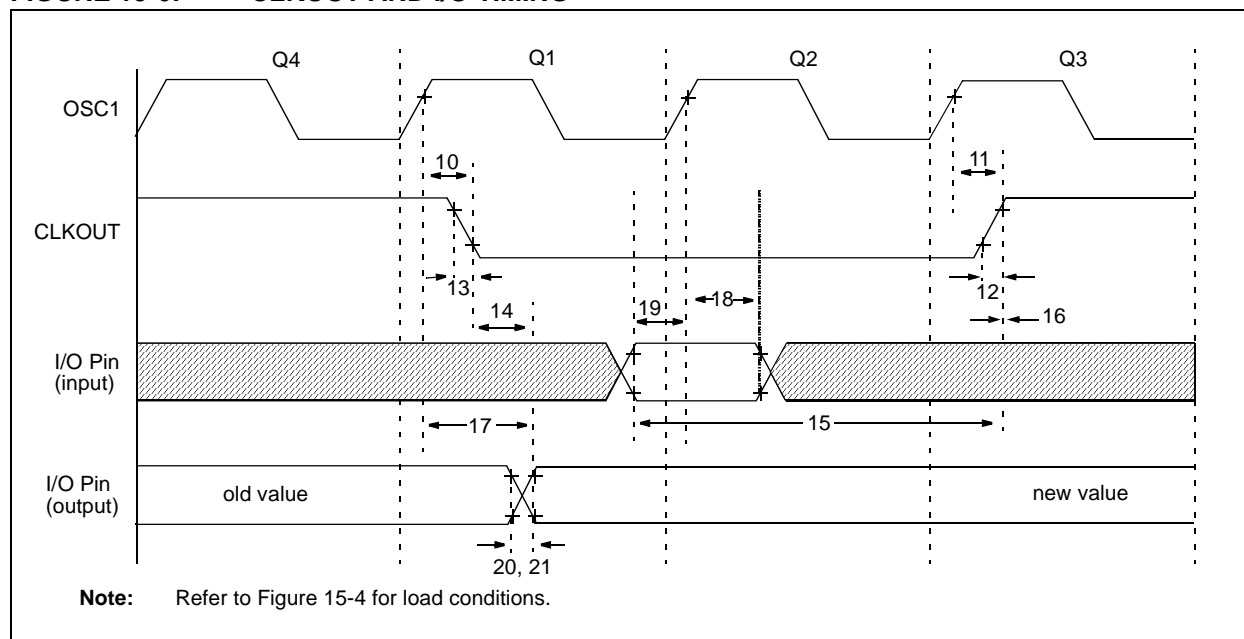 Q4 Q1 Q2 Q3
OSC1
10 11
CLKOUT
13 12
14 19 18 16
I/O Pin
(input)
17 15
I/O Pin
(output)
old value new value
20, 21
Note: Refer to Figure 15-4 for load conditions.